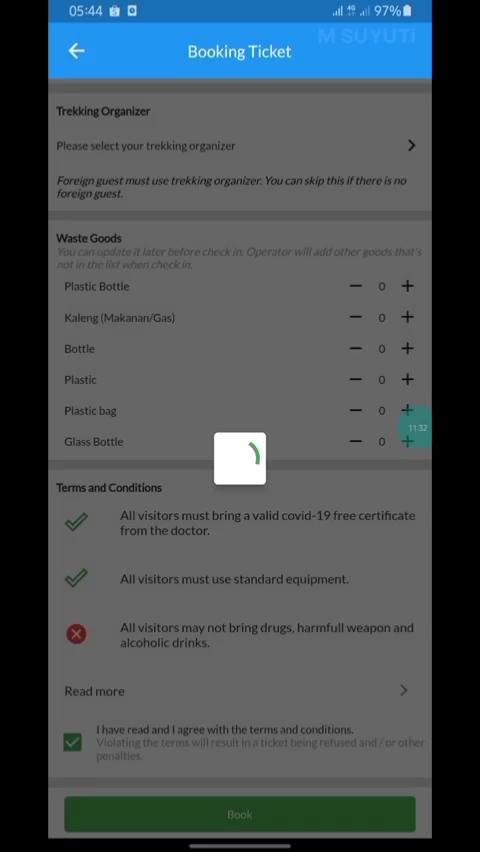 05:44
4G
97%
M SUYUTi
Booking Ticket
Trekking Organizer
Please select your trekking organizer
Foreign guest must use trekking organizer. You can skip this if there is no
foreign guest.
Waste Goods
You can update it later before check in. Operator will add other goods that's
not in the list when check in.
Plastic Bottle
0
Kaleng (Makanan/Gas)
0
Bottle
0
Plastic
0
Plastic bag
0
11:32
Glass Bottle
0
Terms and Conditions
All visitors must bring a valid covid-19 free certificate
from the doctor.
All visitors must use standard equipment.
All visitors may not bring drugs, harmfull weapon and
alcoholic drinks.
Read more
I have read and I agree with the terms and conditions.
Violating the terms will result in a ticket being refused and / or other
penalties.
Book